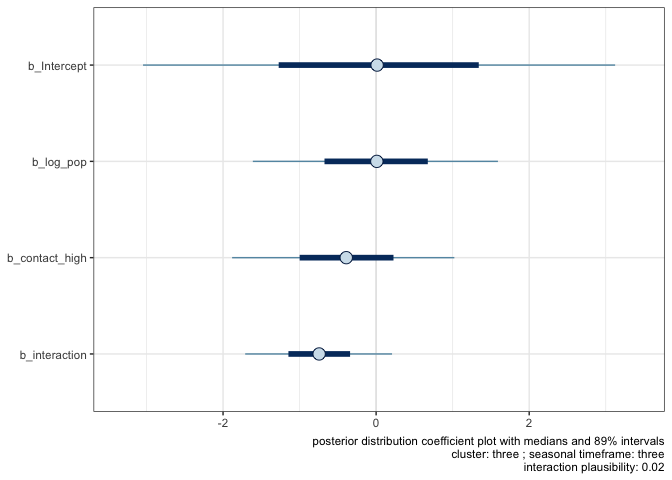 b_Intercept
b_log_pop
b_contact_high
b_interaction
-2 0 2
posterior distribution coefficient plot with medians and 89% intervals
cluster: three ; seasonal timeframe: three
interaction plausibility: 0.02